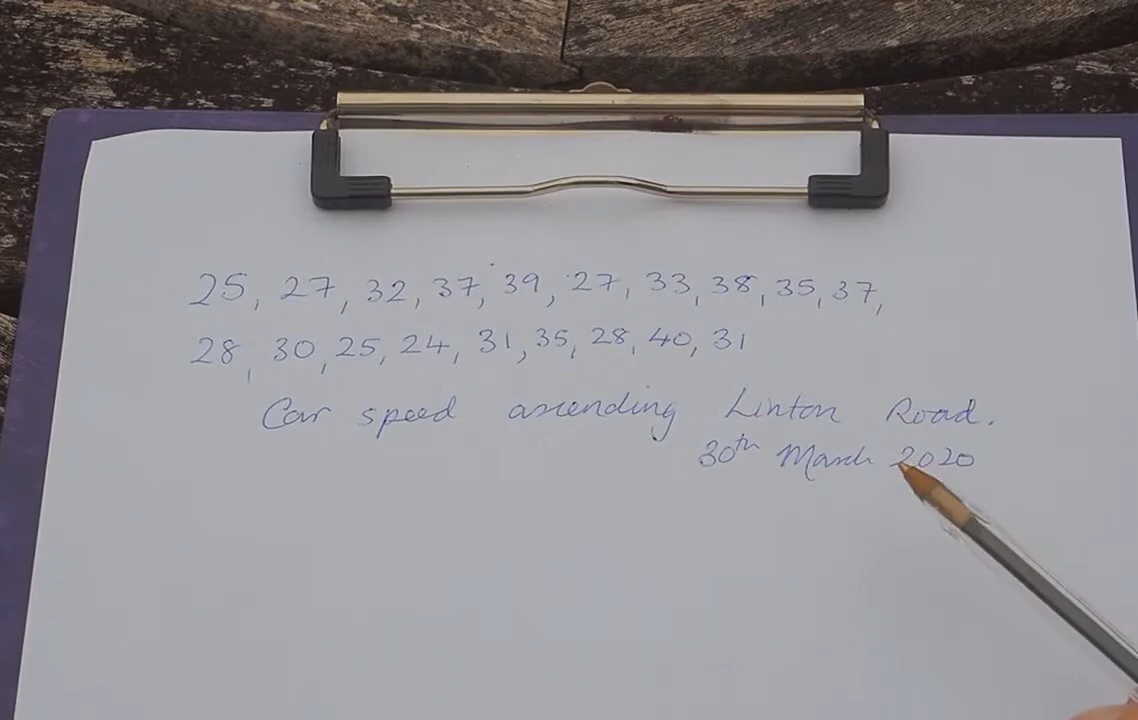 25, 27, 32, 37, 39, 27, 33, 38, 35, 37,
28, 30, 25, 24, 31, 35, 28, 40, 31
Car speed ascending Linton Road.
30th March 2020